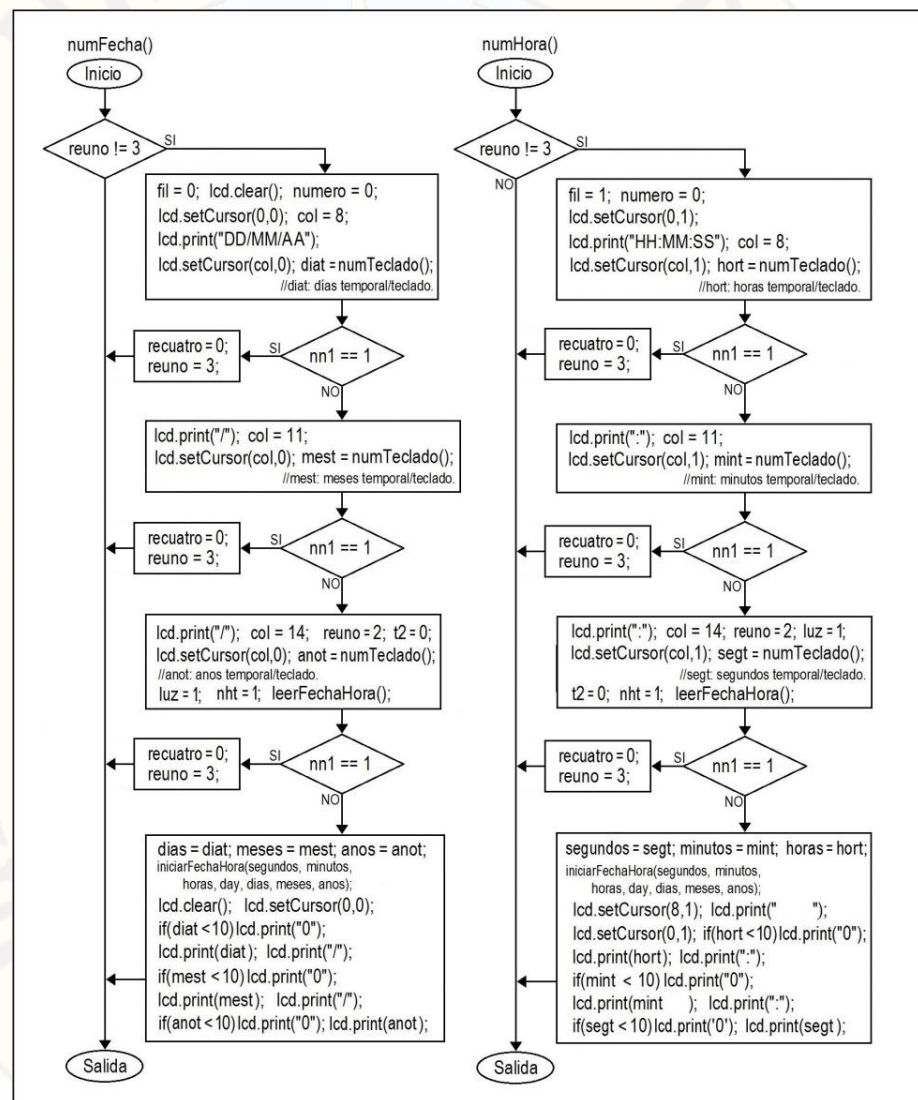 numFecha()
Inicio
reuno != 3
SI
fil = 0; lcd.clear(); numero = 0;
lcd.setCursor(0,0); col = 8;
lcd.print("DD/MM/AA");
lcd.setCursor(col,0); diat = numTeclado();
//diat: dias temporal/teclado.
recuatro = 0;
reuno = 3;
SI
nn1 == 1
NO
lcd.print("/"); col = 11;
lcd.setCursor(col,0); mest = numTeclado();
//mest: meses temporal/teclado.
recuatro = 0;
reuno = 3;
SI
nn1 == 1
NO
lcd.print("/"); col = 14; reuno = 2; t2 = 0;
lcd.setCursor(col,0); anot = numTeclado();
//anot: anos temporal/teclado.
luz = 1; nht = 1; leerFechaHora();
recuatro = 0;
reuno = 3;
SI
nn1 == 1
NO
dias = diat; meses = mest; anos = anot;
iniciarFechaHora(segundos, minutos,
horas, day, dias, meses, anos);
lcd.clear(); lcd.setCursor(0,0);
if(diat <10) lcd.print("0");
lcd.print(diat); lcd.print("/");
if(mest <10) lcd.print("0");
lcd.print(mest); lcd.print("/");
if(anot <10) lcd.print("0"); lcd.print(anot);
Salida
numHora()
Inicio
reuno != 3
SI
NO
fil = 1; numero = 0;
lcd.setCursor(0,1);
lcd.print("HH:MM:SS"); col = 8;
lcd.setCursor(col,1); hort = numTeclado();
//hort: horas temporal/teclado.
recuatro = 0;
reuno = 3;
SI
nn1 == 1
NO
lcd.print(":"); col = 11;
lcd.setCursor(col,1); mint = numTeclado();
//mint: minutos temporal/teclado.
recuatro = 0;
reuno = 3;
SI
nn1 == 1
NO
lcd.print(":"); col = 14; reuno = 2; luz = 1;
lcd.setCursor(col,1); segt = numTeclado();
//segt: segundos temporal/teclado.
t2 = 0; nht = 1; leerFechaHora();
recuatro = 0;
reuno = 3;
SI
nn1 == 1
NO
segundos = segt; minutos = mint; horas = hort;
iniciarFechaHora(segundos, minutos,
horas, day, dias, meses, anos);
lcd.setCursor(8,1); lcd.print("        ");
lcd.setCursor(0,1); if(hort <10) lcd.print("0");
lcd.print(hort); lcd.print(":");
if(mint < 10) lcd.print("0");
lcd.print(mint     ); lcd.print(":");
if(segt < 10) lcd.print('0'); lcd.print(segt );
Salida